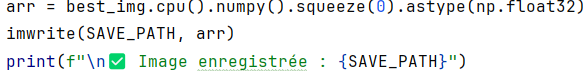 arr = best_img.cpu().numpy().squeeze(0).astype(np.float32)
imwrite(SAVE_PATH, arr)
print(f"\n✅ Image enregistrée : {SAVE_PATH}")